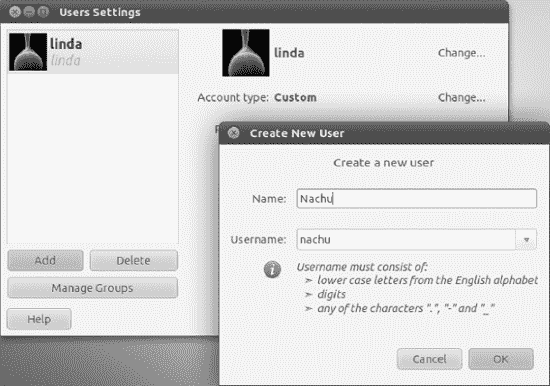 Users Settings
linda
linda
linda
Change...
Account type: Custom
Change...
Create New User
Create a new user
Name:
Nachu
Username:
nachu
Username must consist of:
➣ lower case letters from the English alphabet
➣ digits
➣ any of the characters ".", "-" and "_"
Add
Delete
Manage Groups
Help
Cancel
OK